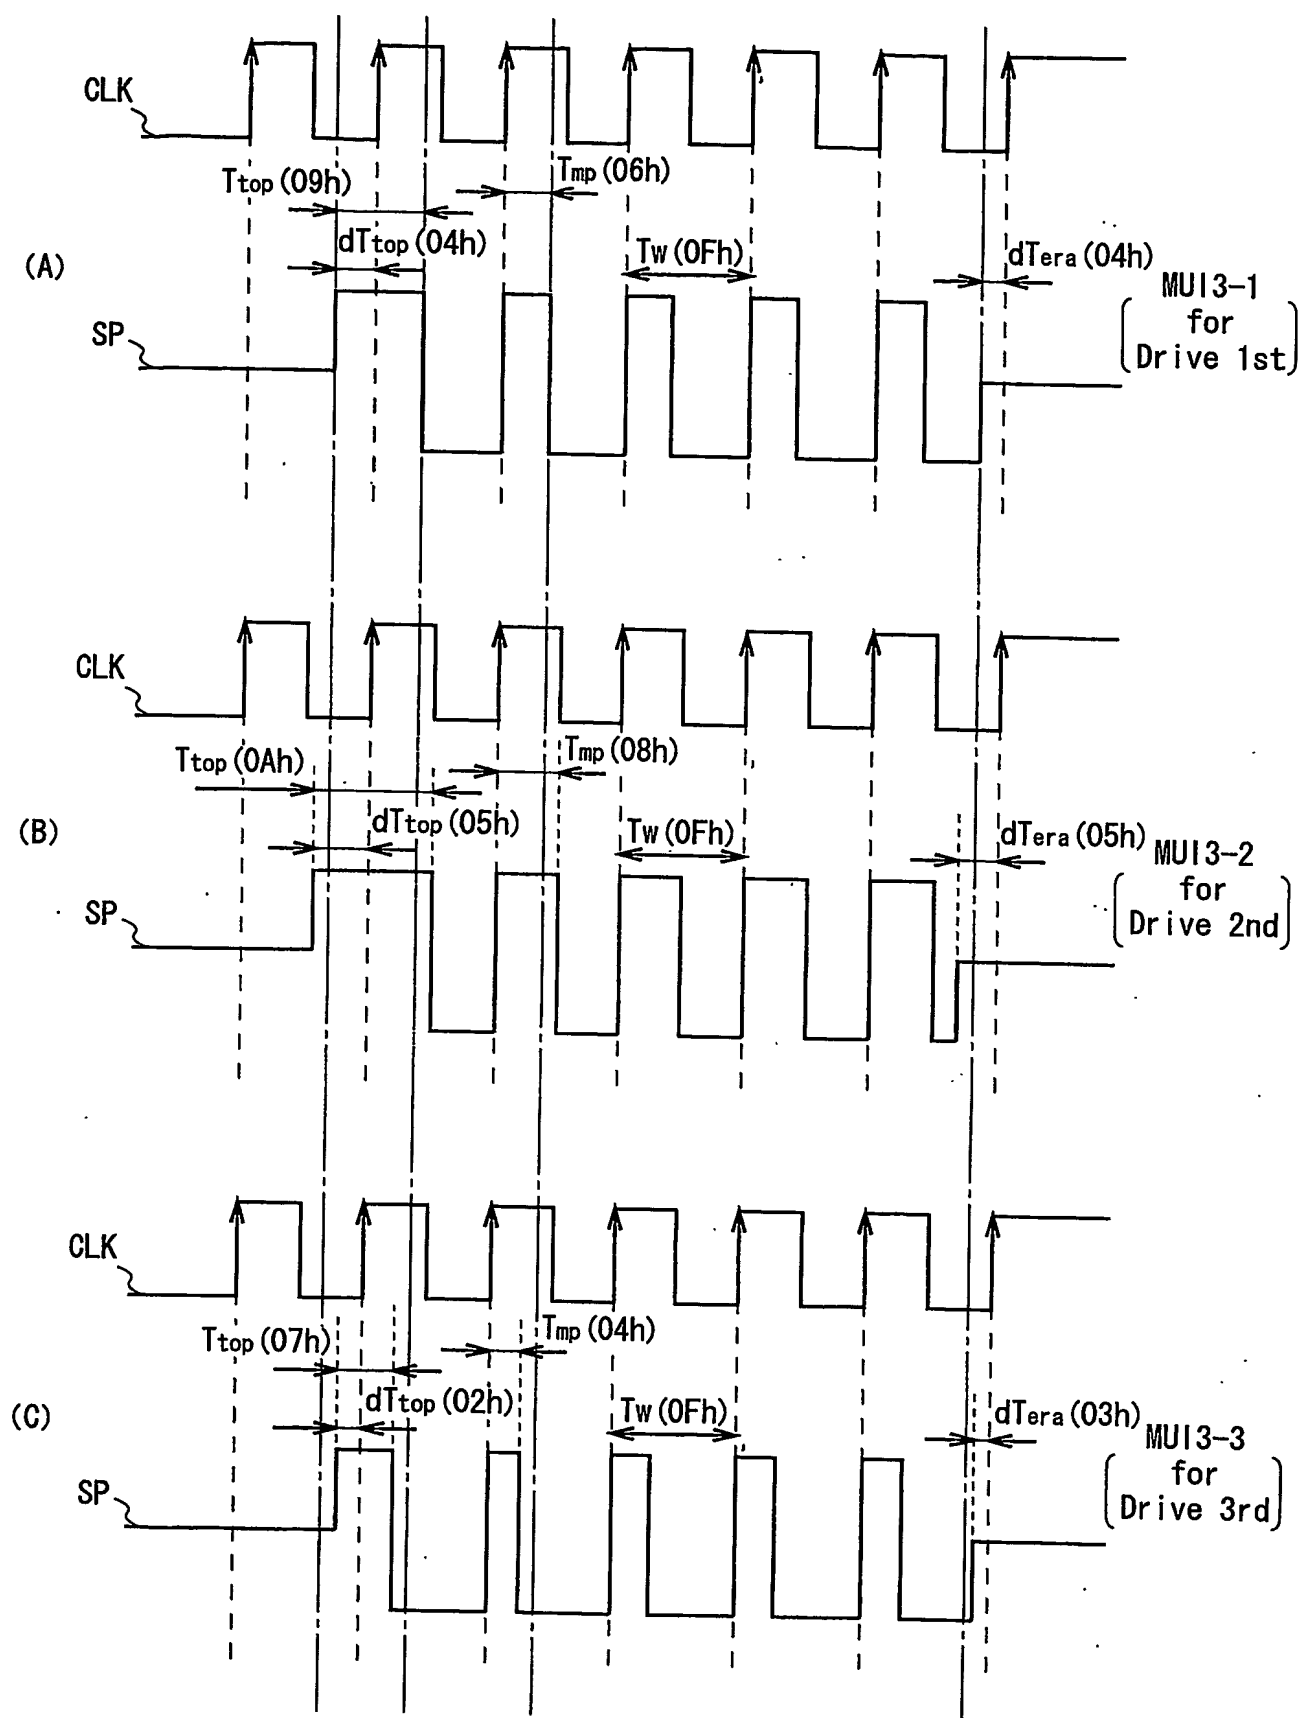 CLK
Ttop(09h)
Tmp(06h)
dTtop(04h)
Tw(0Fh)
dTera(04h)
(A)
SP
MUI3-1
for
Drive 1st
CLK
Ttop(0Ah)
Tmp(08h)
dTtop(05h)
Tw(0Fh)
dTera(05h)
(B)
SP
MUI3-2
for
Drive 2nd
CLK
Ttop(07h)
Tmp(04h)
dTtop(02h)
Tw(0Fh)
dTera(03h)
(C)
SP
MUI3-3
for
Drive 3rd